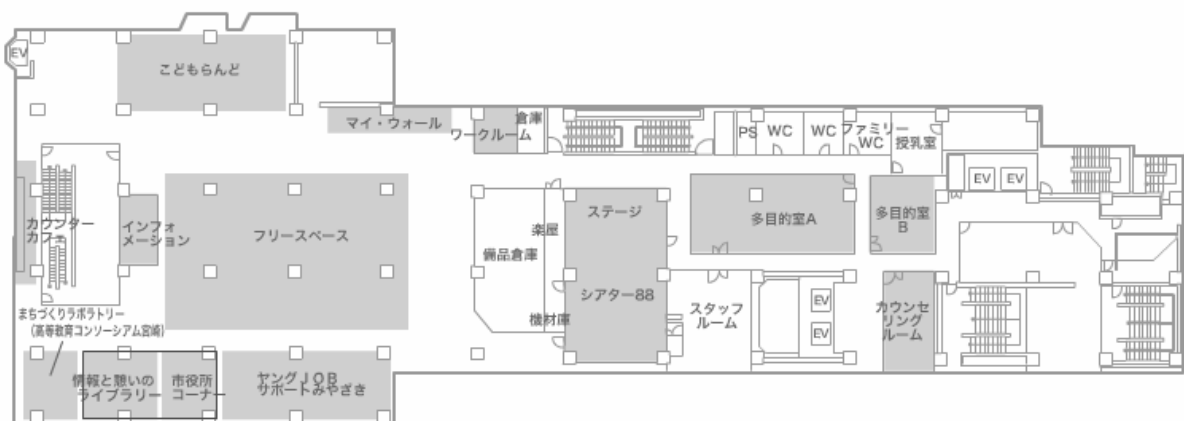 EV
こどもらんど
マイ・ウォール
ワークルーム
倉庫
PS
WC
WC
ファミリー
WC
授乳室
EV
EV
カウンター
カフェ
インフォ
メーション
フリースペース
備品倉庫
楽屋
機材庫
ステージ
シアター88
多目的室A
多目的室
B
スタッフ
ルーム
EV
EV
カウンセ
リング
ルーム
まちづくりラボラトリー
（高等教育コンソーシアム宮崎）
情報と憩いの
ライブラリー
市役所
コーナー
ヤングJOB
サポートみやざき